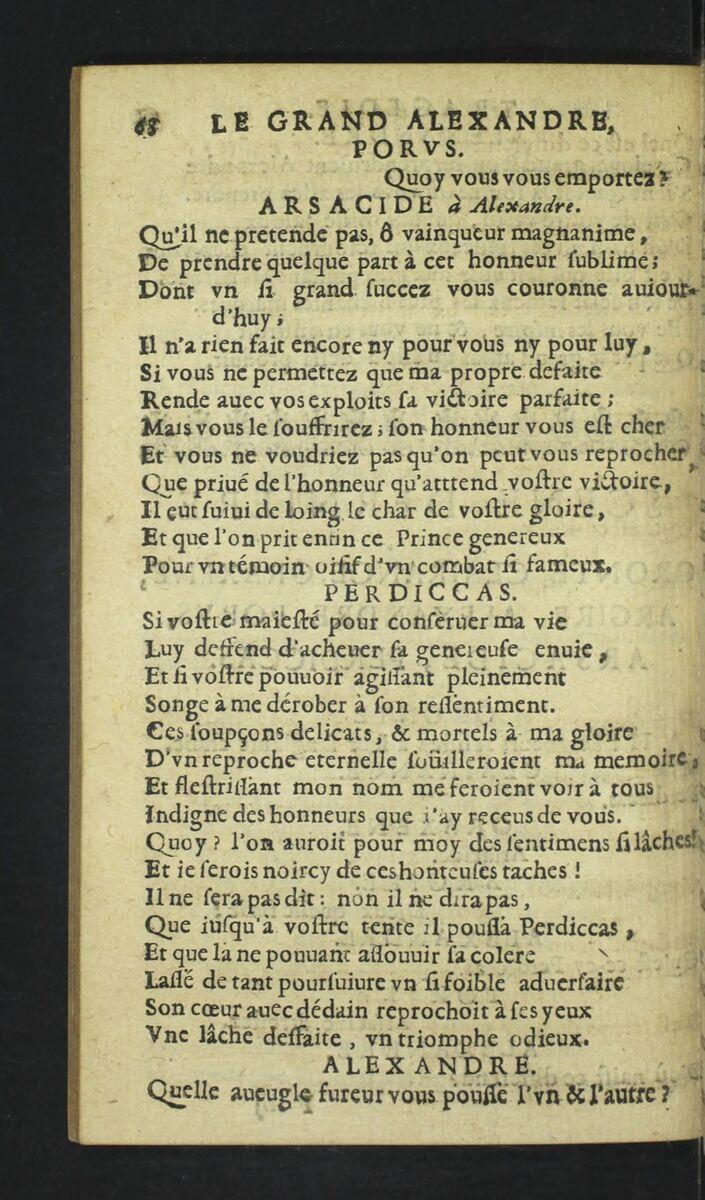 68 LE GRAND ALEXANDRE,
PORVS.
Quoy vous vous emportez?
ARSACIDE à Alexandre.
Qu'il ne pretende pas, ô vainqueur magnanime,
De prendre quelque part à cet honneur ſublime;
Dont vn ſi grand ſuccez vous couronne auiour-
d'huy;
Il n'a rien fait encore ny pour vous ny pour luy,
Si vous ne permettez que ma propre defaite
Rende auec vos exploits ſa victoire parfaite;
Mais vous le ſouffrirez; ſon honneur vous eſt cher
Et vous ne voudriez pas qu'on peut vous reprocher
Que priué de l'honneur qu'atttend voſtre victoire,
Il eut ſuiui de loing le char de voſtre gloire,
Et que l'on prit enfin ce Prince genereux
Pour vn témoin oiſif d'vn combat ſi fameux.
PERDICCAS.
Si voſtre maieſté pour conſeruer ma vie
Luy deffend d'acheuer ſa genereuſe enuie,
Et ſi voſtre pouuoir agiſſant pleinement
Songe à me dérober à ſon reſſentiment.
Ces ſoupçons delicats, & mortels à ma gloire
D'vn reproche eternelle ſoüilleroient ma memoire,
Et fleſtriſſant mon nom me feroient voir à tous
Indigne des honneurs que i'ay receus de vous.
Quoy? l'on auroit pour moy des ſentimens ſi lâches!
Et ie ſerois noircy de ces honteuſes taches!
Il ne ſera pas dit: non il ne dira pas,
Que iuſqu'à voſtre tente il pouſſa Perdiccas,
Et que là ne pouuant aſſouuir ſa colere
Laſſé de tant pourſuiure vn ſi foible aduerſaire
Son cœur auec dédain reprochoit à ſes yeux
Vne lâche deffaite, vn triomphe odieux.
ALEXANDRE.
Quelle aueugle fureur vous pouſſe l'vn & l'autre?